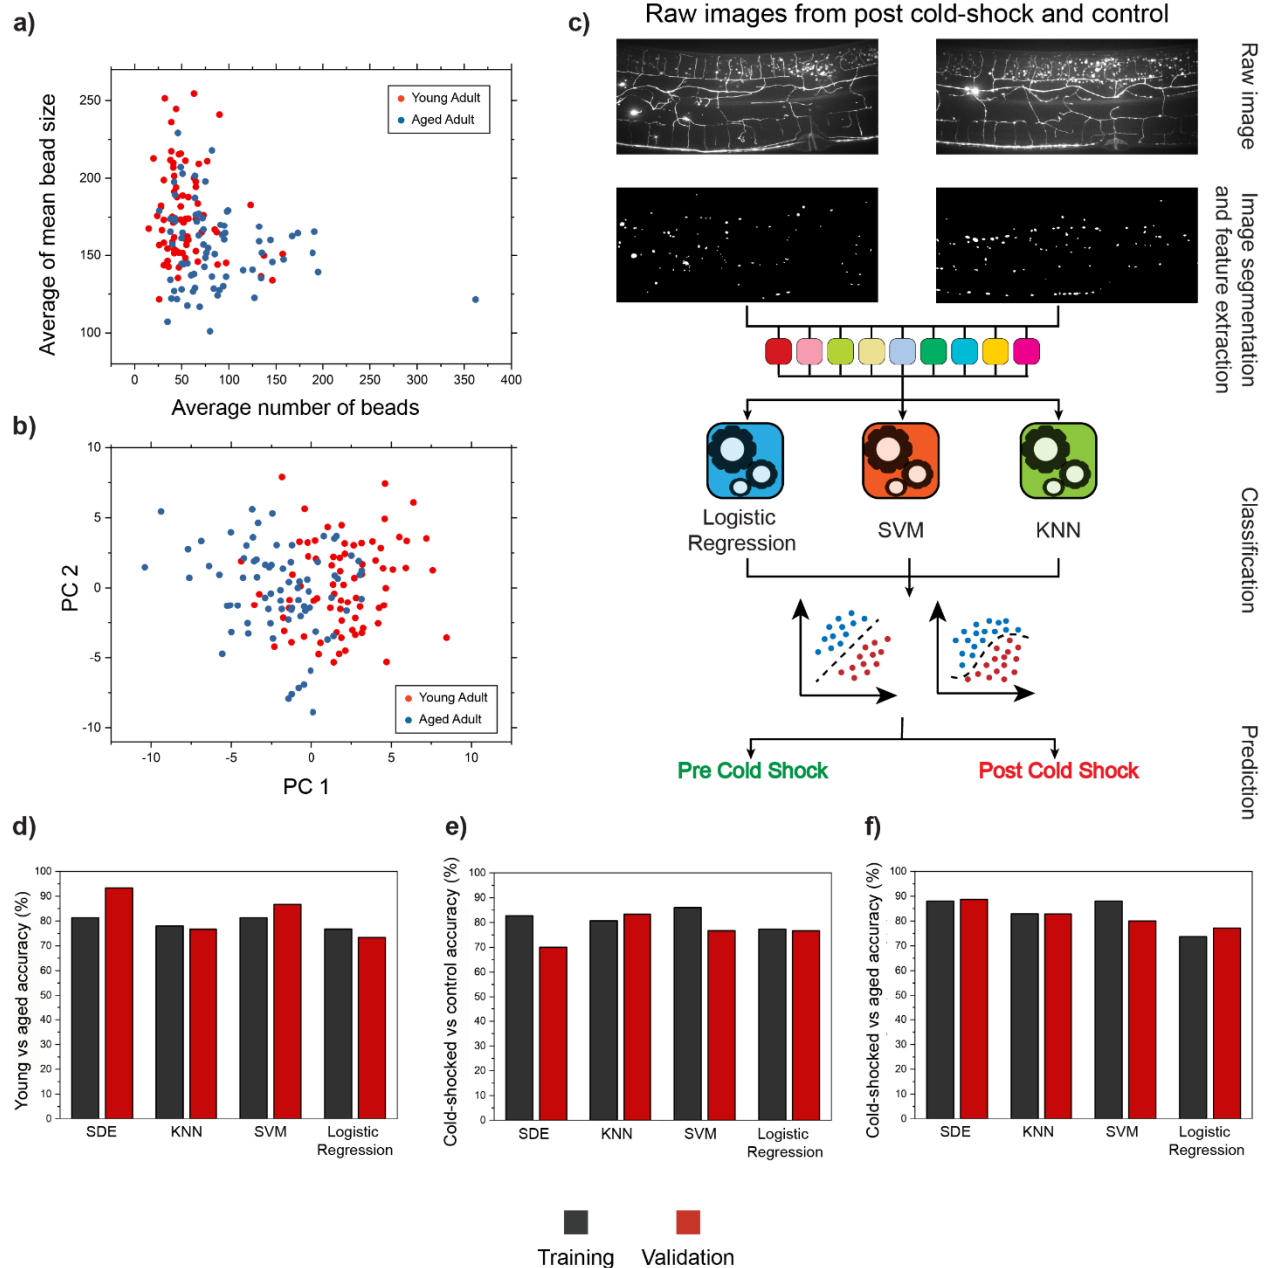 a)
Average of mean bead size
250
200
150
100
Young Adult
Aged Adult
0
50
100
150
200
250
300
350
400
Average number of beads
b)
PC 2
10
5
0
-5
-10
Young Adult
Aged Adult
-10
-5
0
5
10
PC 1
c)
Raw images from post cold-shock and control
Raw image
Image segmentation
and feature extraction
Logistic
Regression
SVM
KNN
Classification
Pre Cold Shock
Post Cold Shock
Prediction
d)
Young vs aged accuracy (%)
100
90
80
70
60
50
40
30
20
10
0
SDE
KNN
SVM
Logistic
Regression
e)
Cold-shocked vs control accuracy (%)
100
90
80
70
60
50
40
30
20
10
0
SDE
KNN
SVM
Logistic
Regression
f)
Cold-shocked vs aged accuracy (%)
100
90
80
70
60
50
40
30
20
10
0
SDE
KNN
SVM
Logistic
Regression
Training
Validation